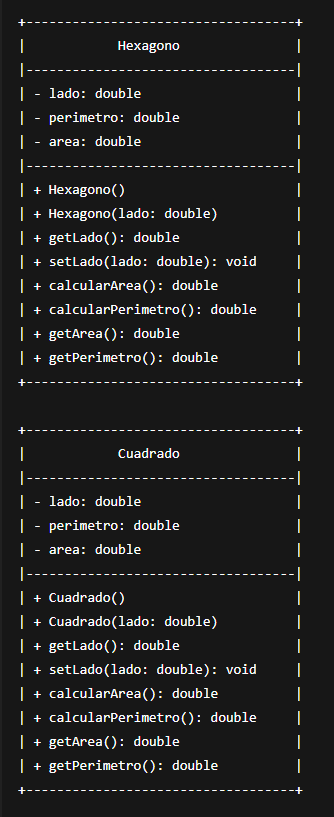 +-----------------------------------+
|            Hexagono               |
|-----------------------------------|
| - lado: double                    |
| - perimetro: double               |
| - area: double                    |
|-----------------------------------|
| + Hexagono()                      |
| + Hexagono(lado: double)          |
| + getLado(): double               |
| + setLado(lado: double): void     |
| + calcularArea(): double          |
| + calcularPerimetro(): double     |
| + getArea(): double               |
| + getPerimetro(): double          |
+-----------------------------------+

+-----------------------------------+
|            Cuadrado               |
|-----------------------------------|
| - lado: double                    |
| - perimetro: double               |
| - area: double                    |
|-----------------------------------|
| + Cuadrado()                      |
| + Cuadrado(lado: double)          |
| + getLado(): double               |
| + setLado(lado: double): void     |
| + calcularArea(): double          |
| + calcularPerimetro(): double     |
| + getArea(): double               |
| + getPerimetro(): double          |
+-----------------------------------+